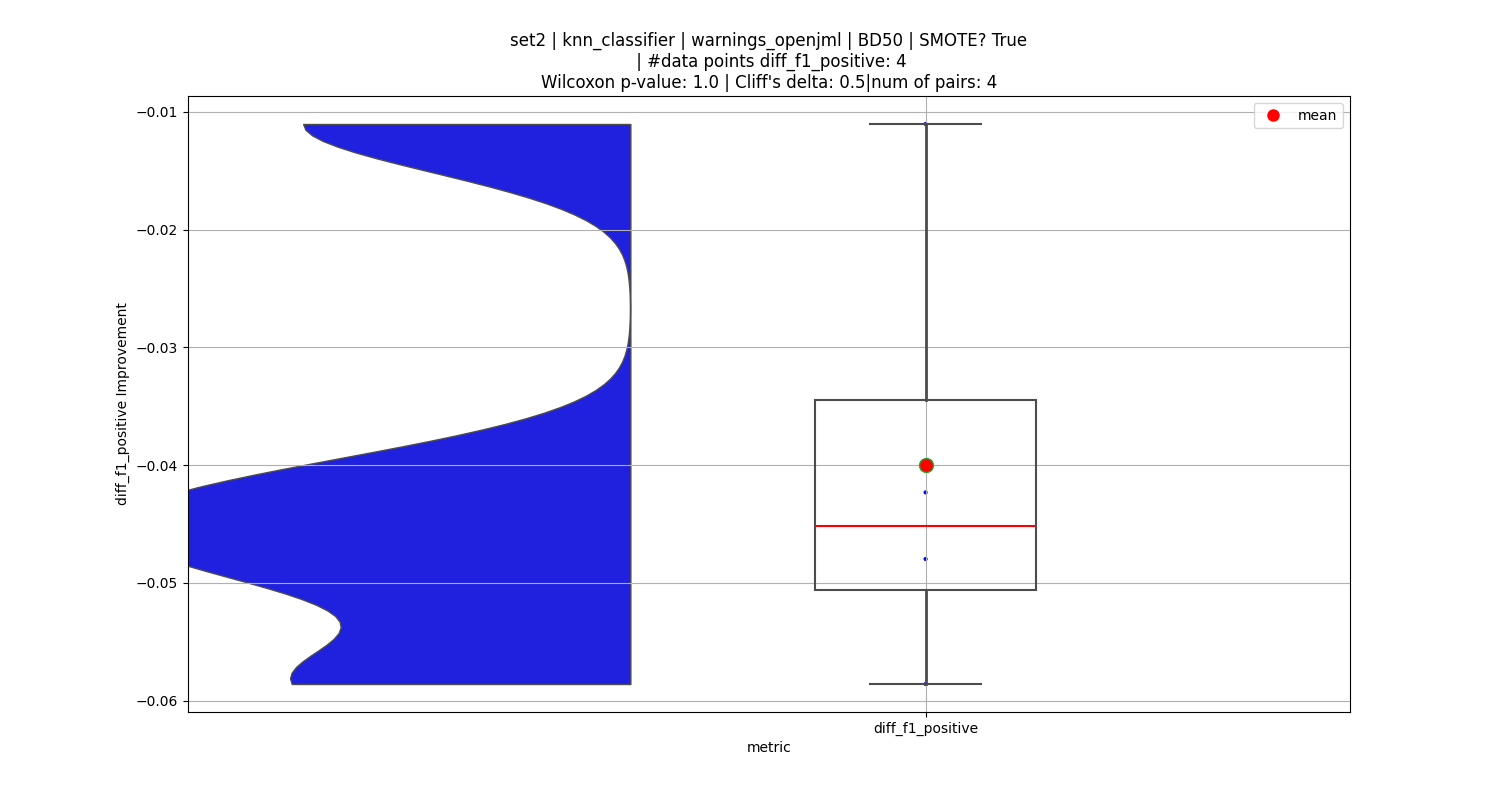 set2 | knn_classifier | warnings_openjml | BD50 | SMOTE? True
| #data points diff_f1_positive: 4
Wilcoxon p-value: 1.0 | Cliff's delta: 0.5|num of pairs: 4
mean
−0.01
−0.02
−0.03
−0.04
−0.05
−0.06
diff_f1_positive Improvement
diff_f1_positive
metric